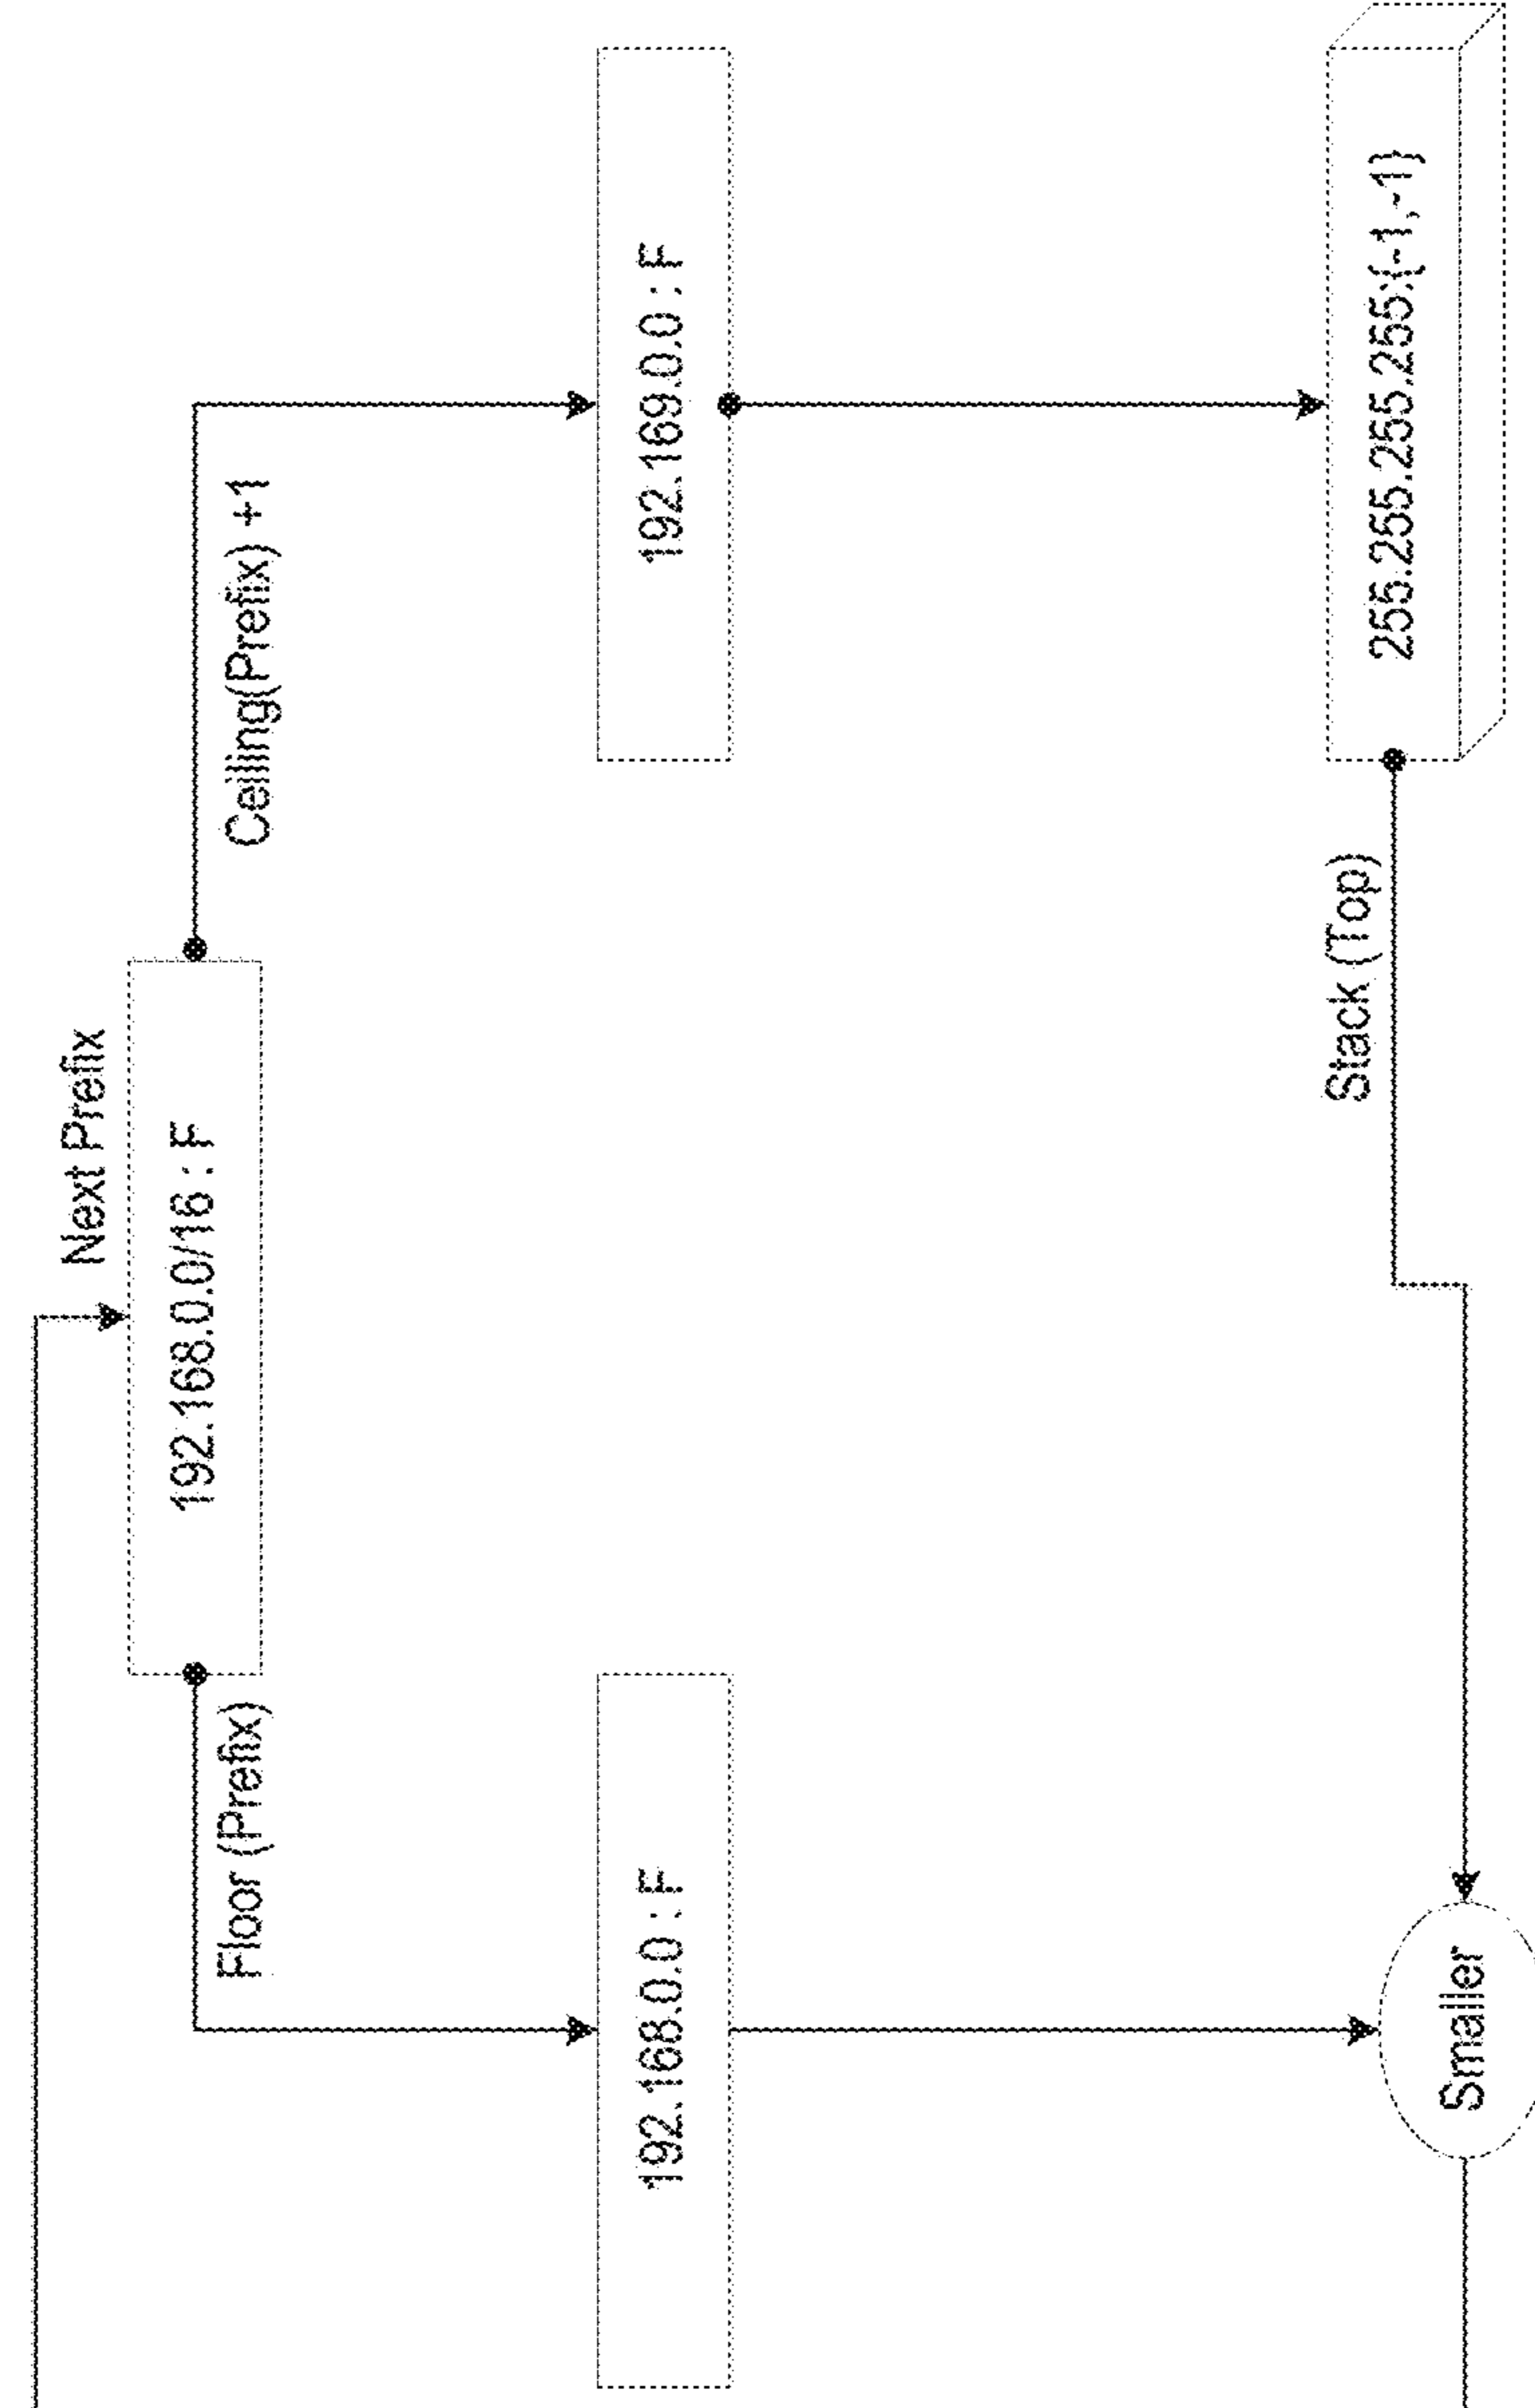 Next Prefix
192.168.0.0/16 : F
Floor (Prefix)
Ceiling(Prefix) +1
192.168.0.0 : F
192.169.0.0 : F
Stack (Top)
255.255.255.255:{-1,-1}
Smaller